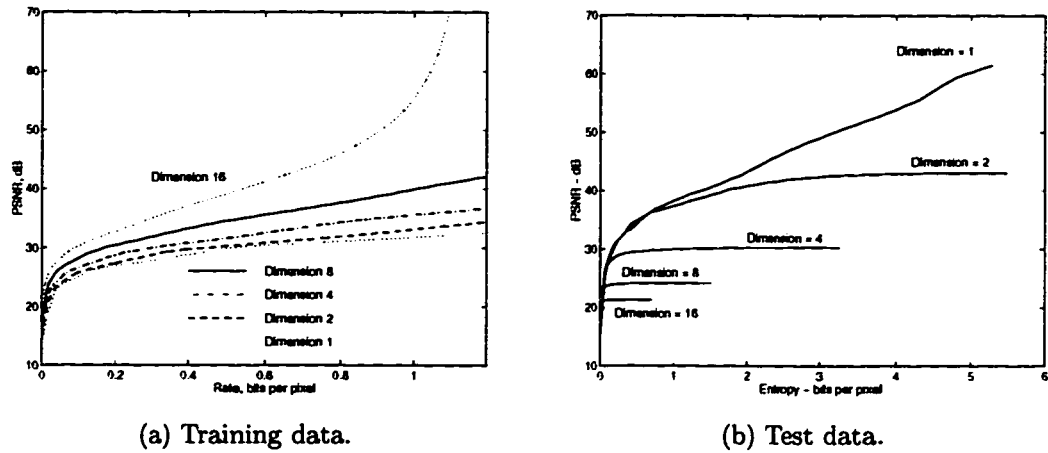 70
60
50
40
30
20
10
PSNR, dB
Dimension 16
Dimension 8
Dimension 4
Dimension 2
Dimension 1
0 0.2 0.4 0.6 0.8 1
Rate, bits per pixel
(a) Training data.
70
60
50
40
30
20
10
PSNR - dB
Dimension = 1
Dimension = 2
Dimension = 4
Dimension = 8
Dimension = 16
0 1 2 3 4 5 6
Entropy - bits per pixel
(b) Test data.